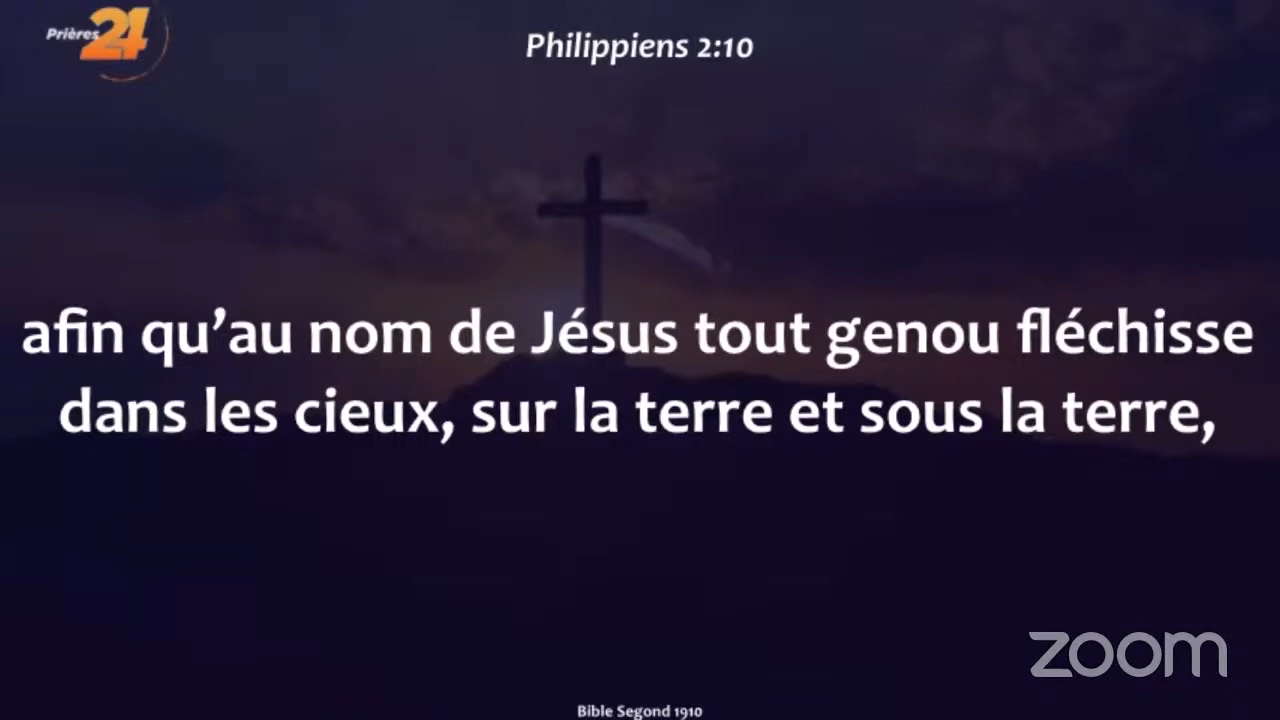 Prières 24
Philippiens 2:10
afin qu’au nom de Jésus tout genou fléchisse
dans les cieux, sur la terre et sous la terre,
zoom
Bible Segond 1910